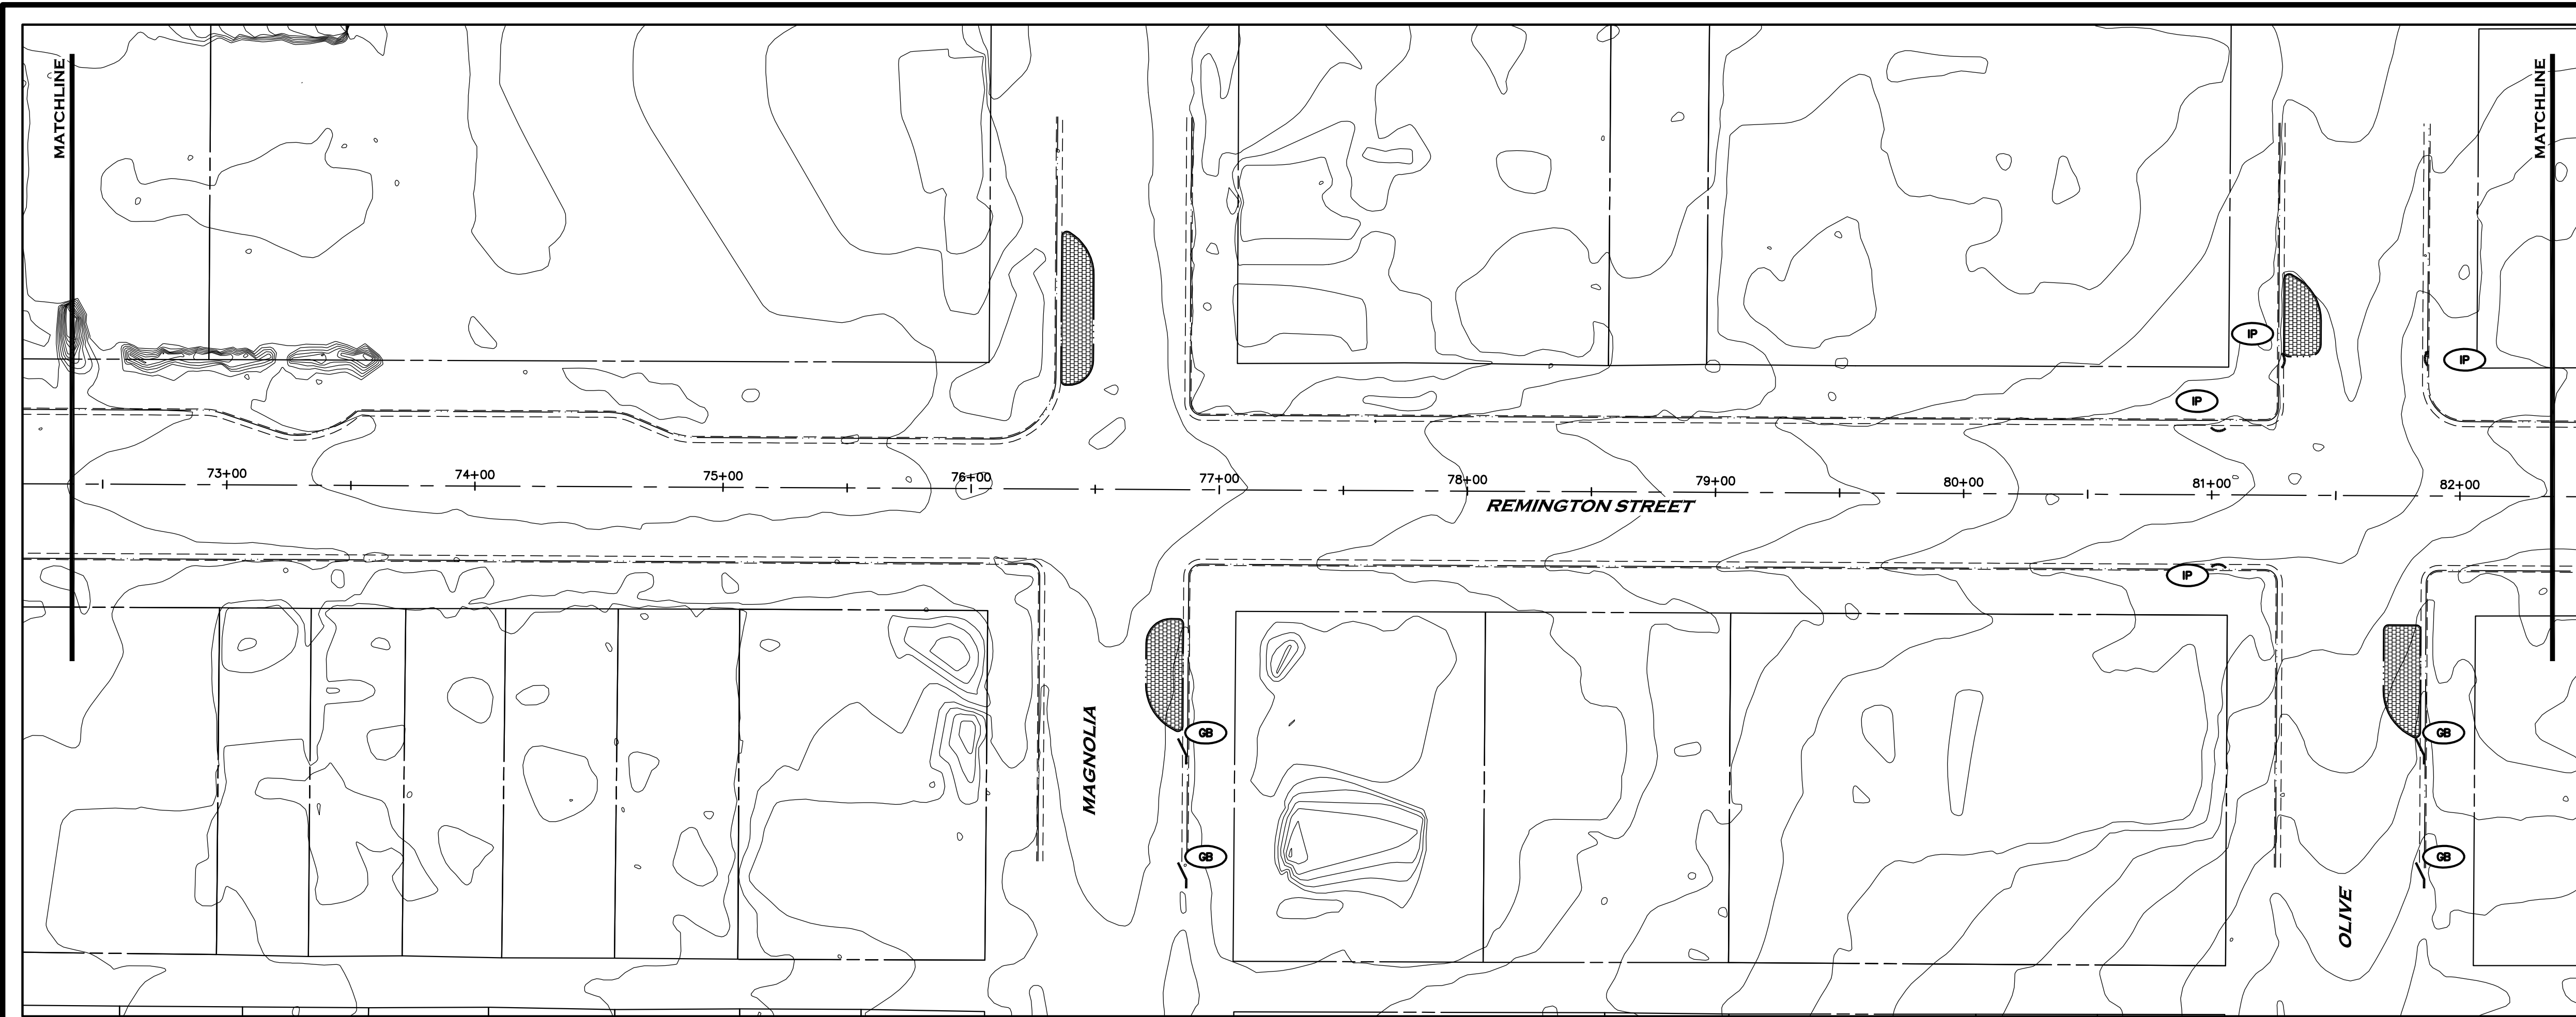 MATCHLINE
MATCHLINE
IP
IP
IP
73+00
74+00
75+00
76+00
77+00
78+00
79+00
80+00
81+00
82+00
REMINGTON STREET
IP
MAGNOLIA
GB
GB
GB
GB
OLIVE